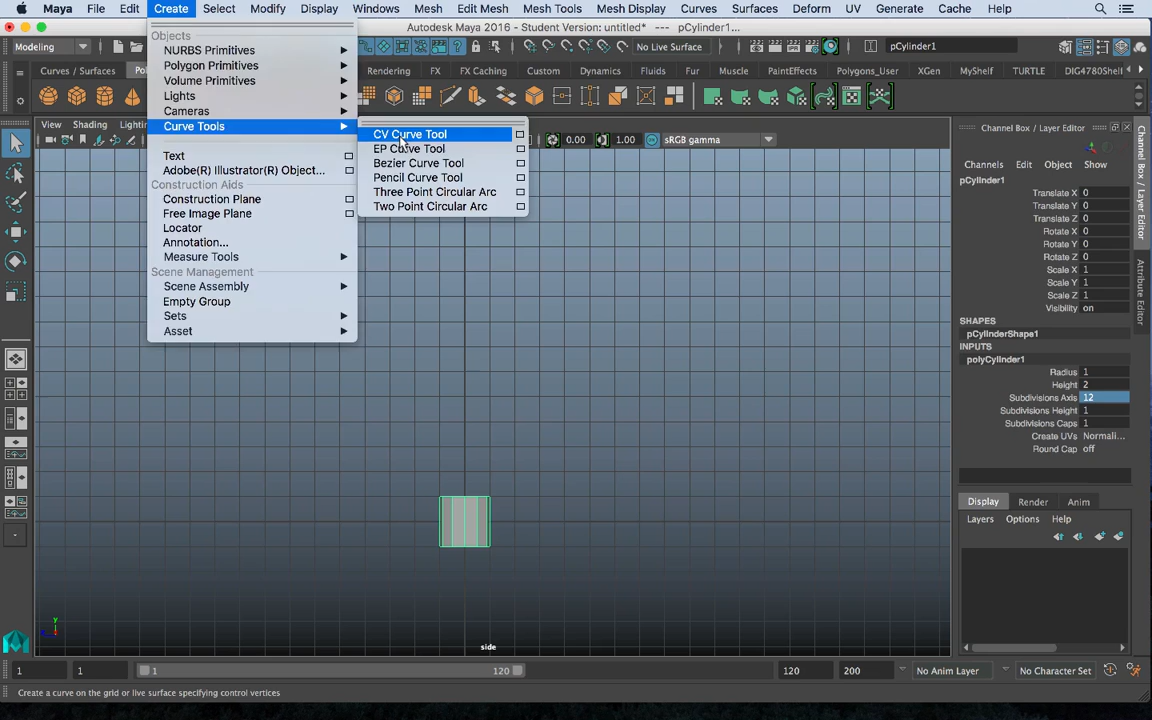 Maya File Edit Create Select Modify Display Windows Mesh Edit Mesh Mesh Tools Mesh Display Curves Surfaces Deform UV Generate Cache Help
Autodesk Maya 2016 - Student Version: untitled* --- pCylinder1...
Modeling No Live Surface pCylinder1
Curves / Surfaces Rendering FX FX Caching Custom Dynamics Fluids Fur Muscle PaintEffects Polygons_User XGen MyShelf TURTLE DIG4780Shelf
View Shading 0.00 1.00 sRGB gamma
Objects
NURBS Primitives
Polygon Primitives
Volume Primitives
Lights
Cameras
Curve Tools
Text
Adobe(R) Illustrator(R) Object...
Construction Aids
Construction Plane
Free Image Plane
Locator
Annotation...
Measure Tools
Scene Management
Scene Assembly
Empty Group
Sets
Asset
CV Curve Tool
EP Curve Tool
Bezier Curve Tool
Pencil Curve Tool
Three Point Circular Arc
Two Point Circular Arc
Channel Box / Layer Editor
Channels Edit Object Show
pCylinder1
Translate X 0
Translate Y 0
Translate Z 0
Rotate X 0
Rotate Y 0
Rotate Z 0
Scale X 1
Scale Y 1
Scale Z 1
Visibility on
SHAPES
pCylinderShape1
INPUTS
polyCylinder1
Radius 1
Height 2
Subdivisions Axis 12
Subdivisions Height 1
Subdivisions Caps 1
Create UVs Normali...
Round Cap off
Display Render Anim
Layers Options Help
Channel Box / Layer Editor
Attribute Editor
y
z
side
1 1 1 120 120 200 No Anim Layer No Character Set
Create a curve on the grid or live surface specifying control vertices